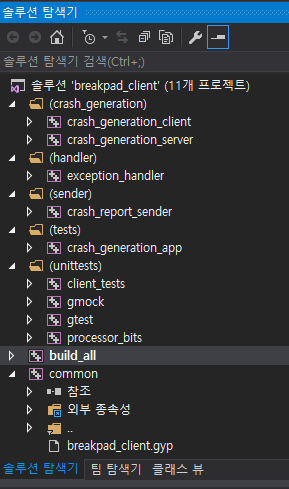 솔루션 탐색기
솔루션 탐색기 검색(Ctrl+;)
솔루션 'breakpad_client' (11개 프로젝트)
(crash_generation)
crash_generation_client
crash_generation_server
(handler)
exception_handler
(sender)
crash_report_sender
(tests)
crash_generation_app
(unittests)
client_tests
gmock
gtest
processor_bits
build_all
common
참조
외부 종속성
..
breakpad_client.gyp
솔루션 탐색기 팀 탐색기 클래스 뷰